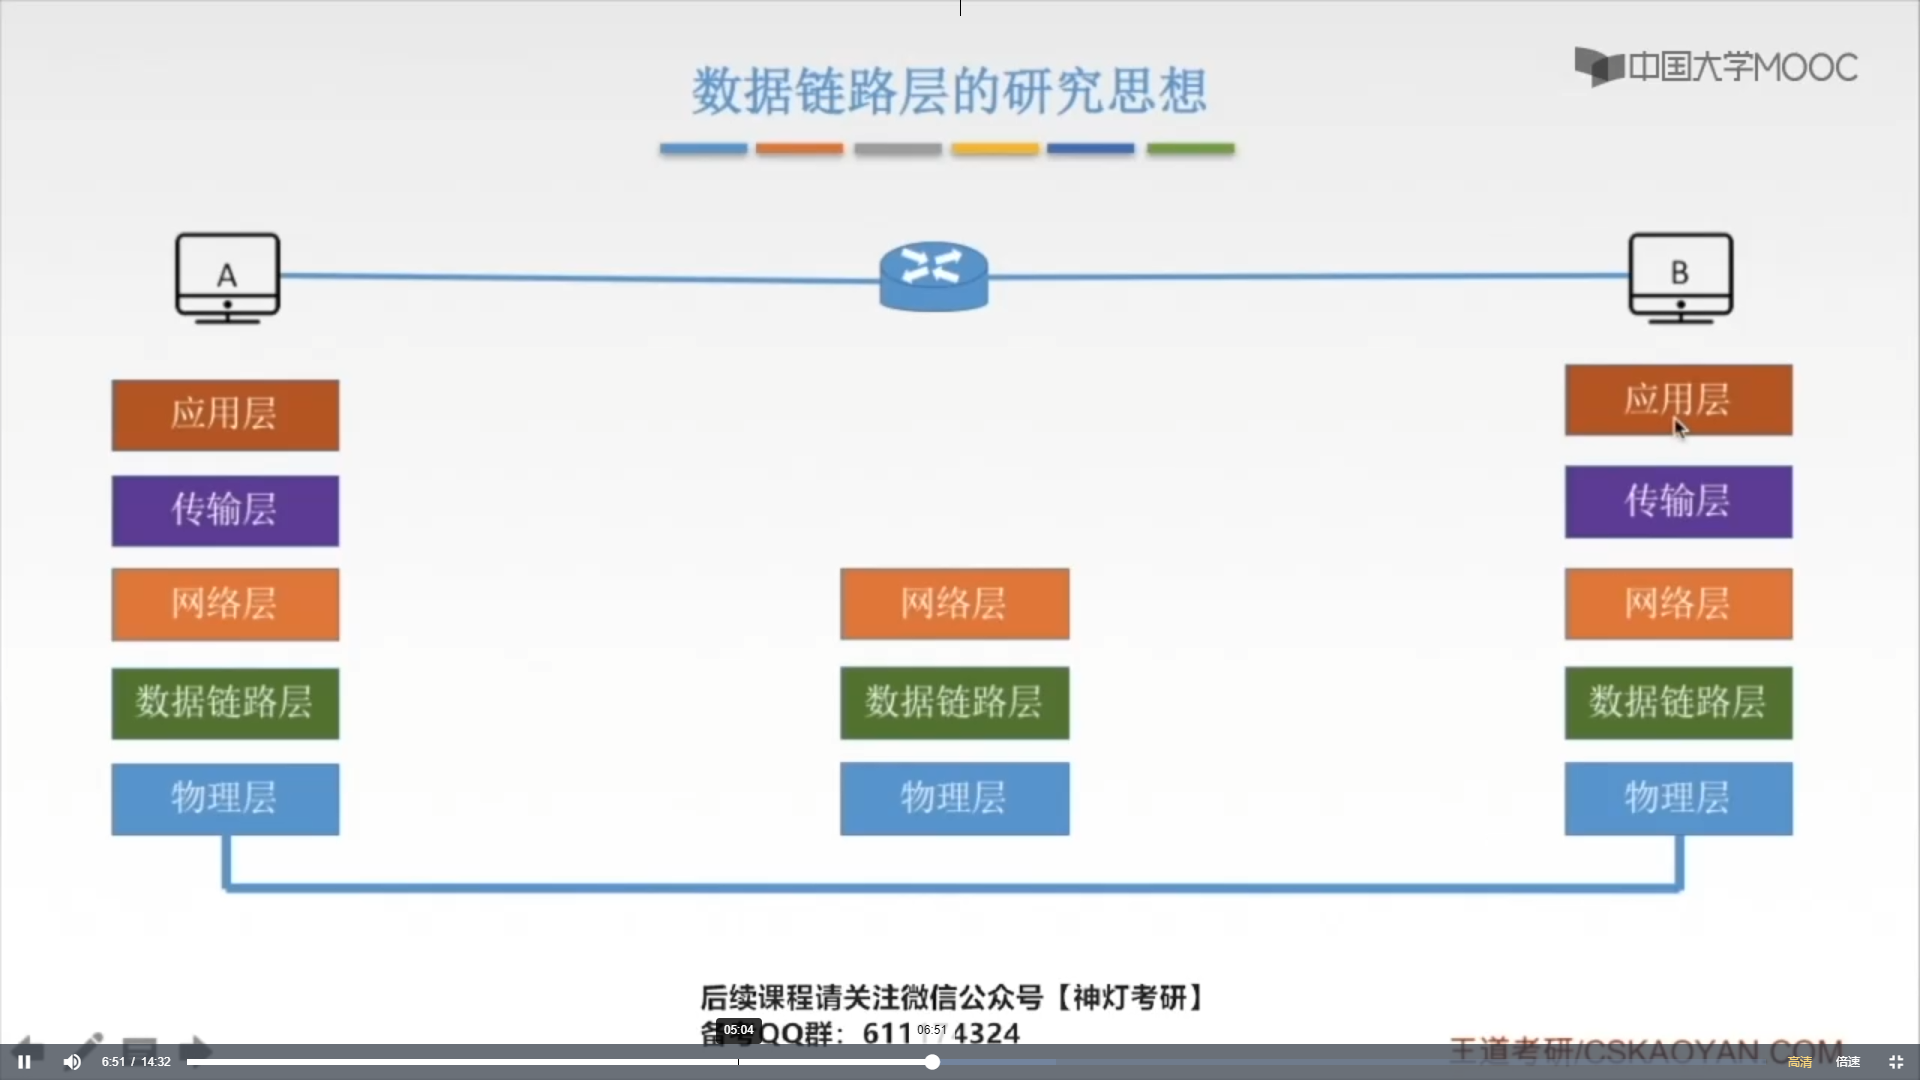 数据链路层的研究思想
中国大学MOOC
A
B
应用层
应用层
传输层
传输层
网络层
网络层
网络层
数据链路层
数据链路层
数据链路层
物理层
物理层
物理层
后续课程请关注微信公众号【神灯考研】
QQ群：611 4324
05:04
06:51
王道考研/CSKAOYAN.COM
6:51 / 14:32
高清
倍速